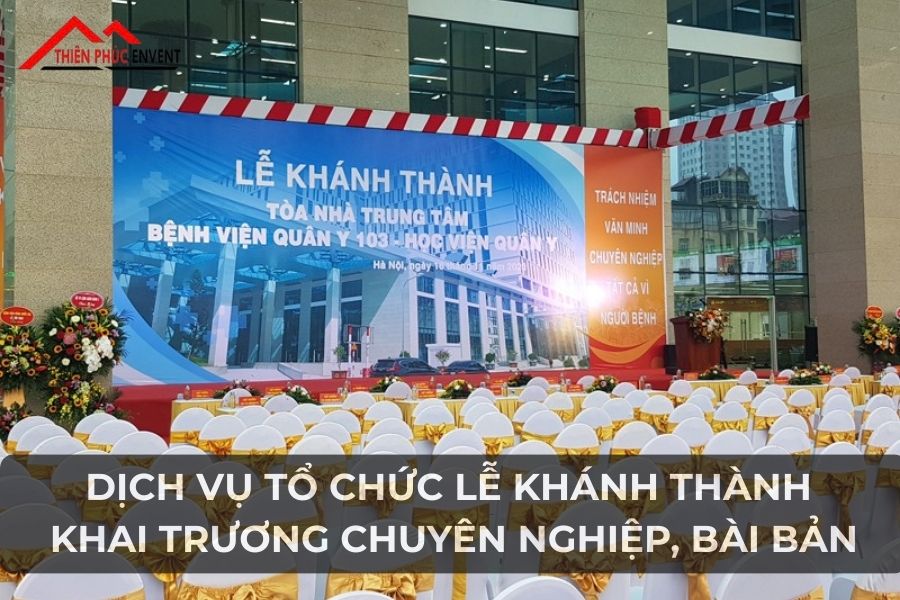 THIÊN PHÚC ENVENT
LỄ KHÁNH THÀNH
TÒA NHÀ TRUNG TÂM
BỆNH VIỆN QUÂN Y 103 - HỌC VIỆN QUÂN Y
Hà Nội, ngày
TRÁCH NHIỆM
VĂN MINH
CHUYÊN NGHIỆP
TẤT CẢ VÌ
NGƯỜI BỆNH
DỊCH VỤ TỔ CHỨC LỄ KHÁNH THÀNH
KHAI TRƯƠNG CHUYÊN NGHIỆP, BÀI BẢN